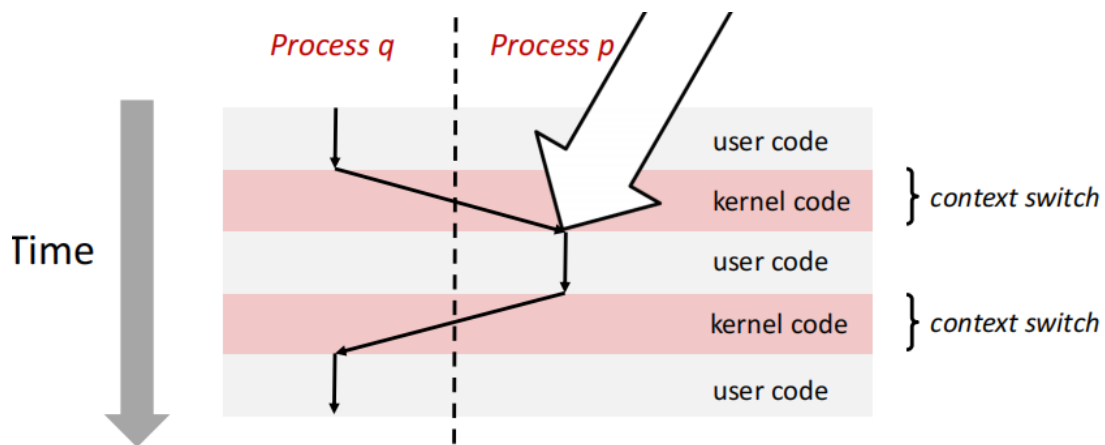 Process q
Process p
user code
kernel code
context switch
Time
user code
kernel code
context switch
user code